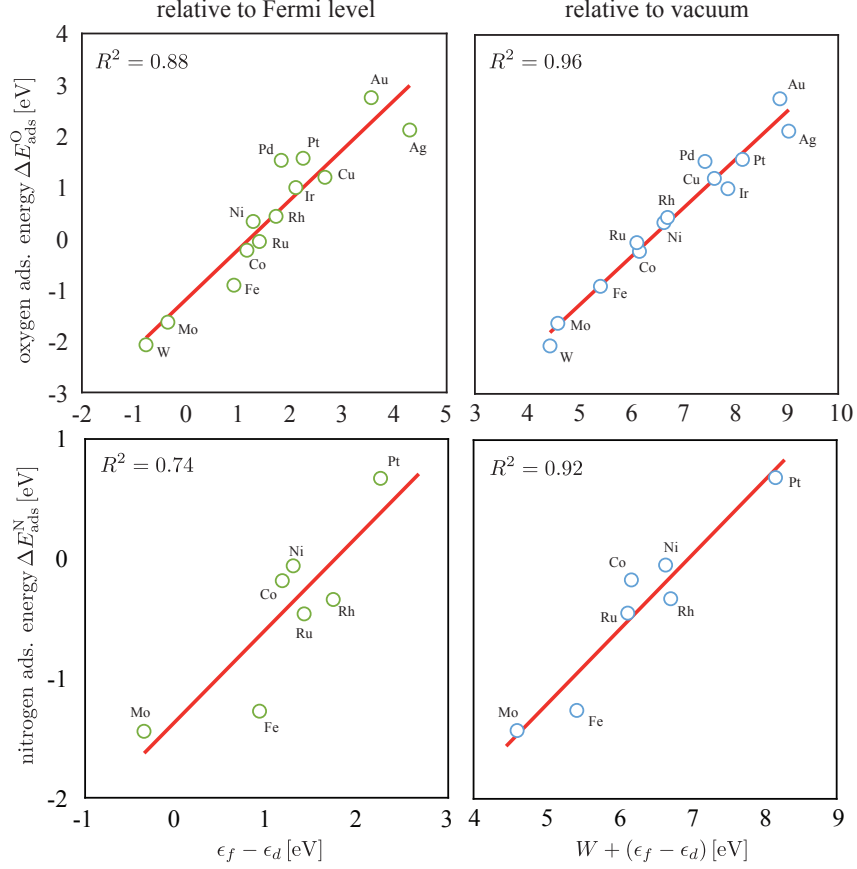 relative to Fermi level
relative to vacuum
oxygen ads. energy ΔE^O_ads [eV]
4
3
2
1
0
-1
-2
-3
R² = 0.88
Au
Ag
Pt
Pd
Cu
Ir
Rh
Ni
Ru
Co
Fe
Mo
W
-2 -1 0 1 2 3 4 5
R² = 0.96
Au
Ag
Pd
Pt
Cu
Ir
Rh
Ni
Ru
Co
Fe
Mo
W
3 4 5 6 7 8 9 10
nitrogen ads. energy ΔE^N_ads [eV]
1
0
-1
-2
R² = 0.74
Pt
Ni
Co
Rh
Ru
Mo
Fe
-1 0 1 2 3
ϵ_f − ϵ_d [eV]
R² = 0.92
Pt
Ni
Co
Ru
Rh
Mo
Fe
4 5 6 7 8 9
W + (ϵ_f − ϵ_d) [eV]